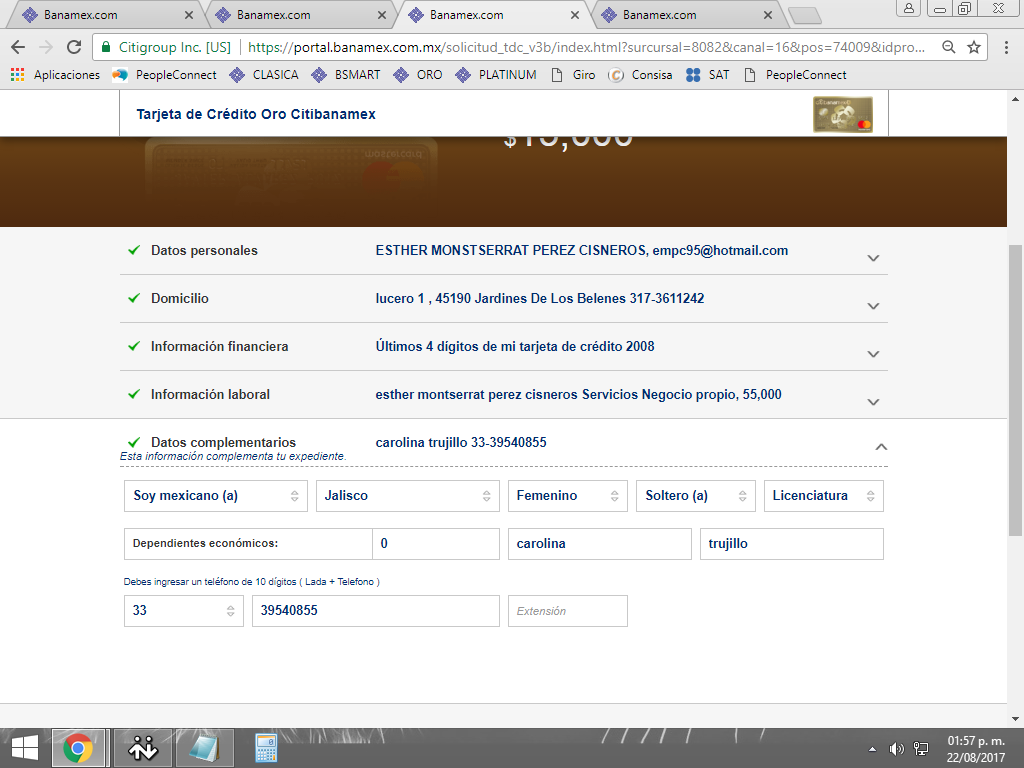 Banamex.com Banamex.com Banamex.com Banamex.com
Citigroup Inc. [US] https://portal.banamex.com.mx/solicitud_tdc_v3b/index.html?sursursal=8082&canal=16&pos=74009&idpro...
Aplicaciones PeopleConnect CLASICA BSMART ORO PLATINUM Giro Consisa SAT PeopleConnect
Tarjeta de Crédito Oro Citibanamex
Datos personales ESTHER MONSTSERRAT PEREZ CISNEROS, empc95@hotmail.com
Domicilio lucero 1 , 45190 Jardines De Los Belenes 317-3611242
Información financiera Últimos 4 dígitos de mi tarjeta de crédito 2008
Información laboral esther montserrat perez cisneros Servicios Negocio propio, 55,000
Datos complementarios carolina trujillo 33-39540855
Esta información complementa tu expediente.
Soy mexicano (a) Jalisco Femenino Soltero (a) Licenciatura
Dependientes económicos: 0 carolina trujillo
Debes ingresar un teléfono de 10 dígitos ( Lada + Telefono )
33 39540855 Extensión
01:57 p. m.
22/08/2017